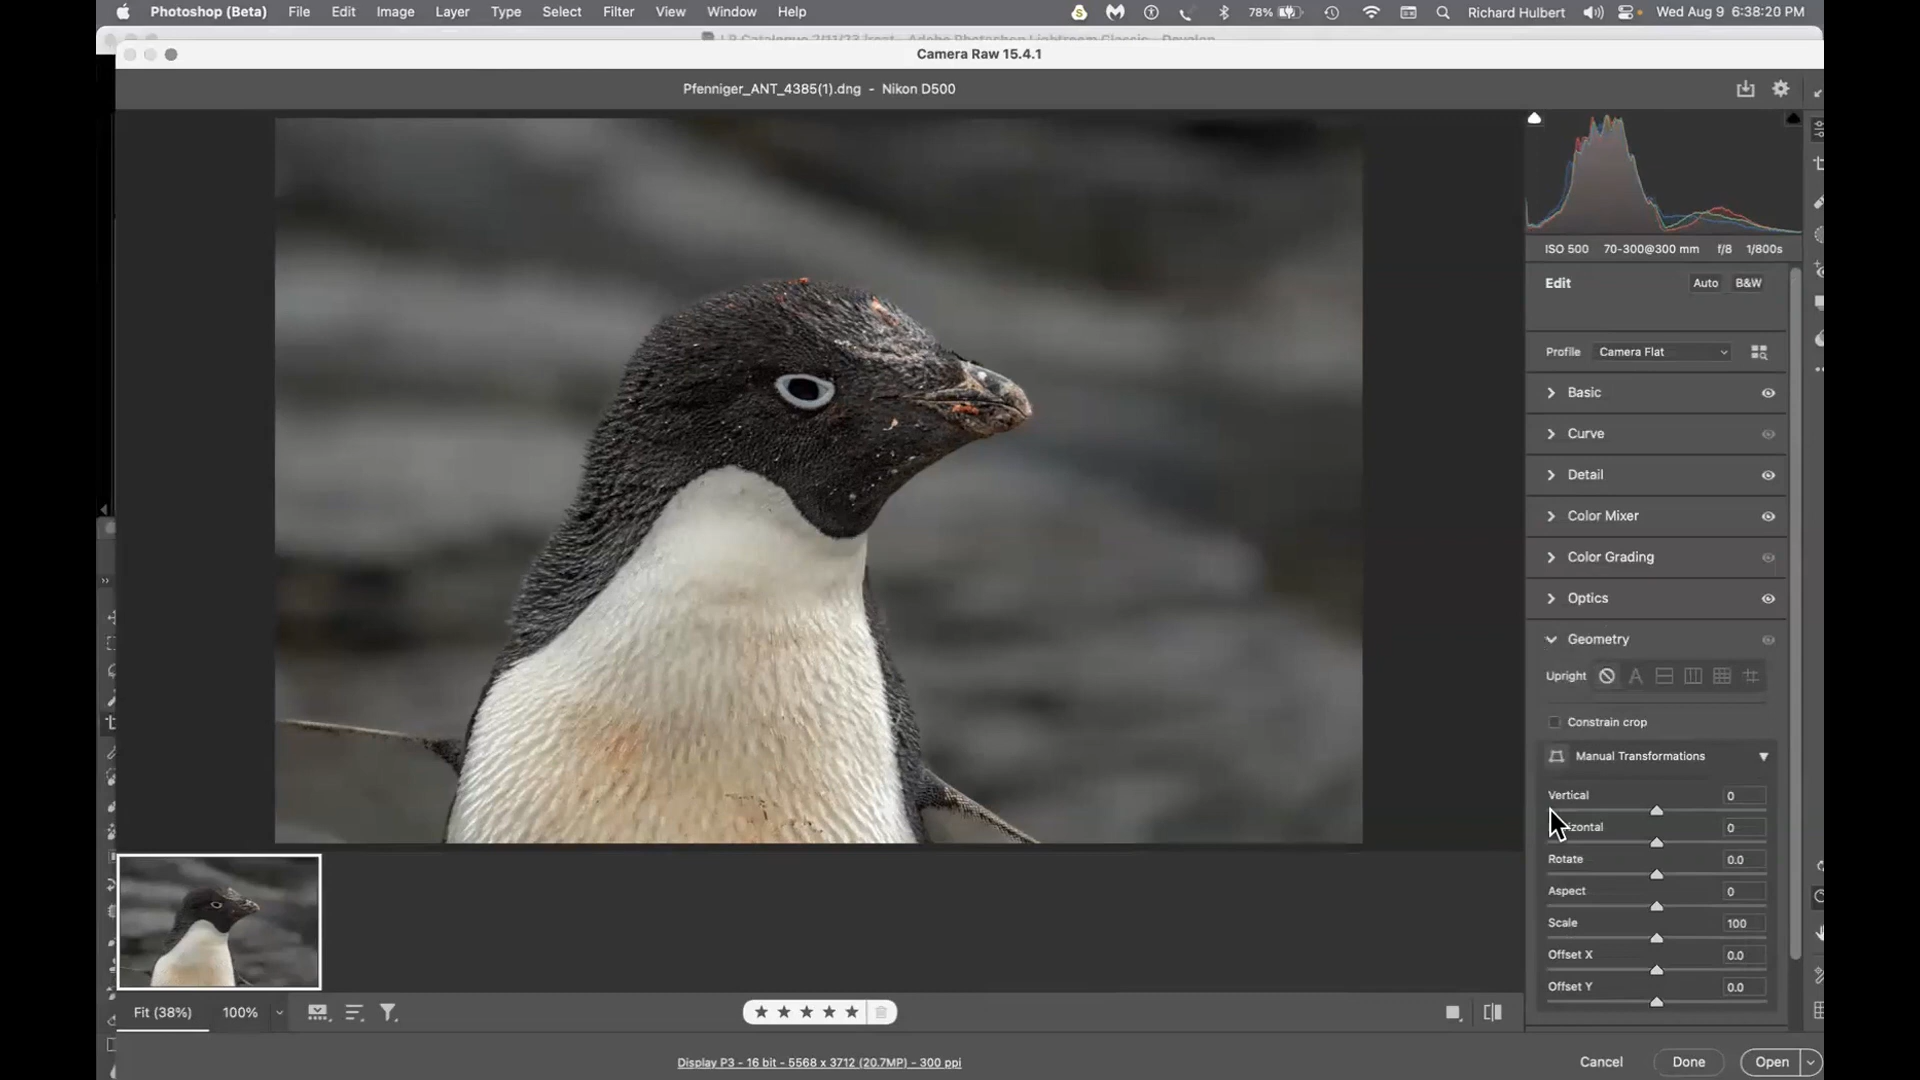 Photoshop (Beta) File Edit Image Layer Type Select Filter View Window Help 78% Richard Hulbert Wed Aug 9 6:38:20 PM
Camera Raw 15.4.1
Pfenniger_ANT_4385(1).dng - Nikon D500
ISO 500 70-300@300 mm f/8 1/800s
Edit Auto B&W
Profile Camera Flat
Basic
Curve
Detail
Color Mixer
Color Grading
Optics
Geometry
Upright A
Constrain crop
Manual Transformations
Vertical 0
izontal 0
Rotate 0.0
Aspect 0
Scale 100
Offset X 0.0
Offset Y 0.0
Fit (38%) 100%
Display P3 - 16 bit - 5568 x 3712 (20.7MP) - 300 ppi
Cancel Done Open